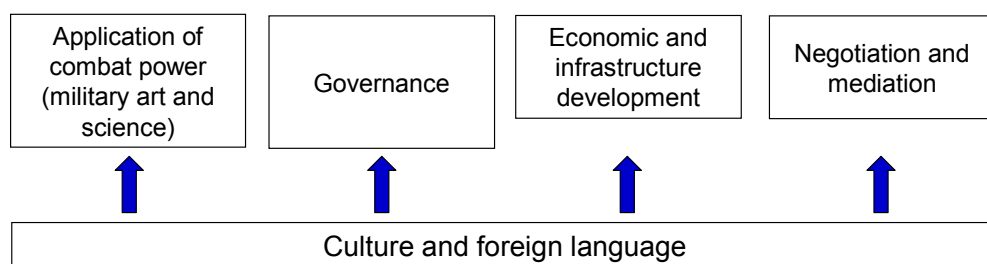 Application of
combat power
(military art and
science)
Governance
Economic and
infrastructure
development
Negotiation and
mediation
Culture and foreign language